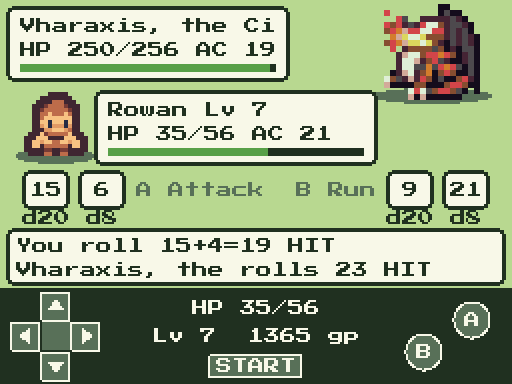 Vharaxis, the Ci
HP 250/256 AC 19
Rowan Lv 7
HP 35/56 AC 21
15 6 A Attack B Run 9 21
d20 d8 d20 d8
You roll 15+4=19 HIT
Vharaxis, the rolls 23 HIT
HP 35/56
Lv 7 1365 gp
A
B
START